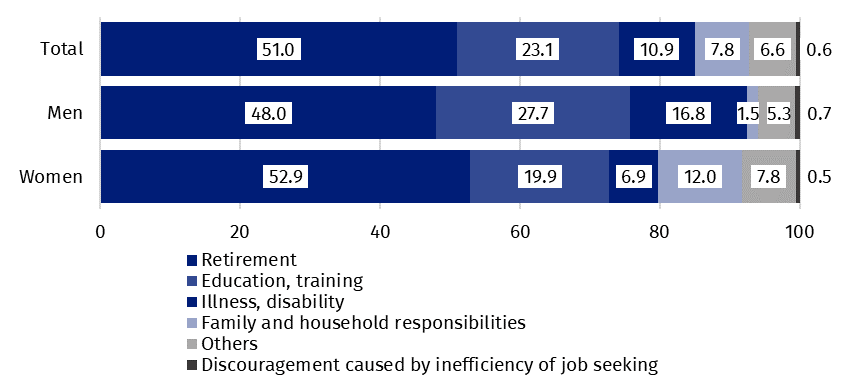 Total 51.0 23.1 10.9 7.8 6.6 0.6
Men 48.0 27.7 16.8 1.5 5.3 0.7
Women 52.9 19.9 6.9 12.0 7.8 0.5
0 20 40 60 80 100
Retirement
Education, training
Illness, disability
Family and household responsibilities
Others
Discouragement caused by inefficiency of job seeking